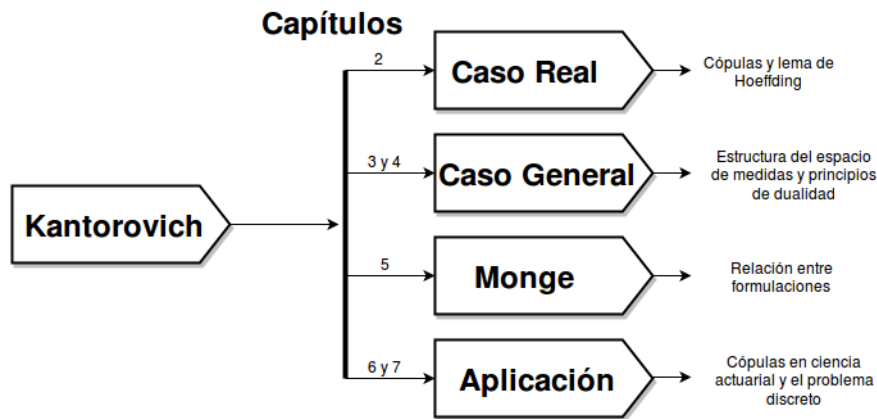 Capítulos
Kantorovich
2
Caso Real
Cópulas y lema de
Hoeffding
3 y 4
Caso General
Estructura del espacio
de medidas y principios
de dualidad
5
Monge
Relación entre
formulaciones
6 y 7
Aplicación
Cópulas en ciencia
actuarial y el problema
discreto